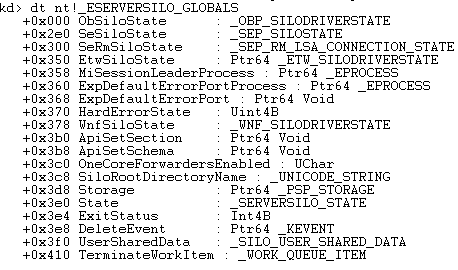 kd> dt nt!_ESERVERSILO_GLOBALS
+0x000 ObSiloState : _OBP_SILODRIVERSTATE
+0x2e0 SeSiloState : _SEP_SILOSTATE
+0x300 SeRmSiloState : _SEP_RM_LSA_CONNECTION_STATE
+0x350 EtwSiloState : Ptr64 _ETW_SILODRIVERSTATE
+0x358 MiSessionLeaderProcess : Ptr64 _EPROCESS
+0x360 ExpDefaultErrorPortProcess : Ptr64 _EPROCESS
+0x368 ExpDefaultErrorPort : Ptr64 Void
+0x370 HardErrorState : Uint4B
+0x378 WnfSiloState : _WNF_SILODRIVERSTATE
+0x3b0 ApiSetSection : Ptr64 Void
+0x3b8 ApiSetSchema : Ptr64 Void
+0x3c0 OneCoreForwardersEnabled : UChar
+0x3c8 SiloRootDirectoryName : _UNICODE_STRING
+0x3d8 Storage : Ptr64 _PSP_STORAGE
+0x3e0 State : _SERVERSILO_STATE
+0x3e4 ExitStatus : Int4B
+0x3e8 DeleteEvent : Ptr64 _KEVENT
+0x3f0 UserSharedData : _SILO_USER_SHARED_DATA
+0x410 TerminateWorkItem : _WORK_QUEUE_ITEM